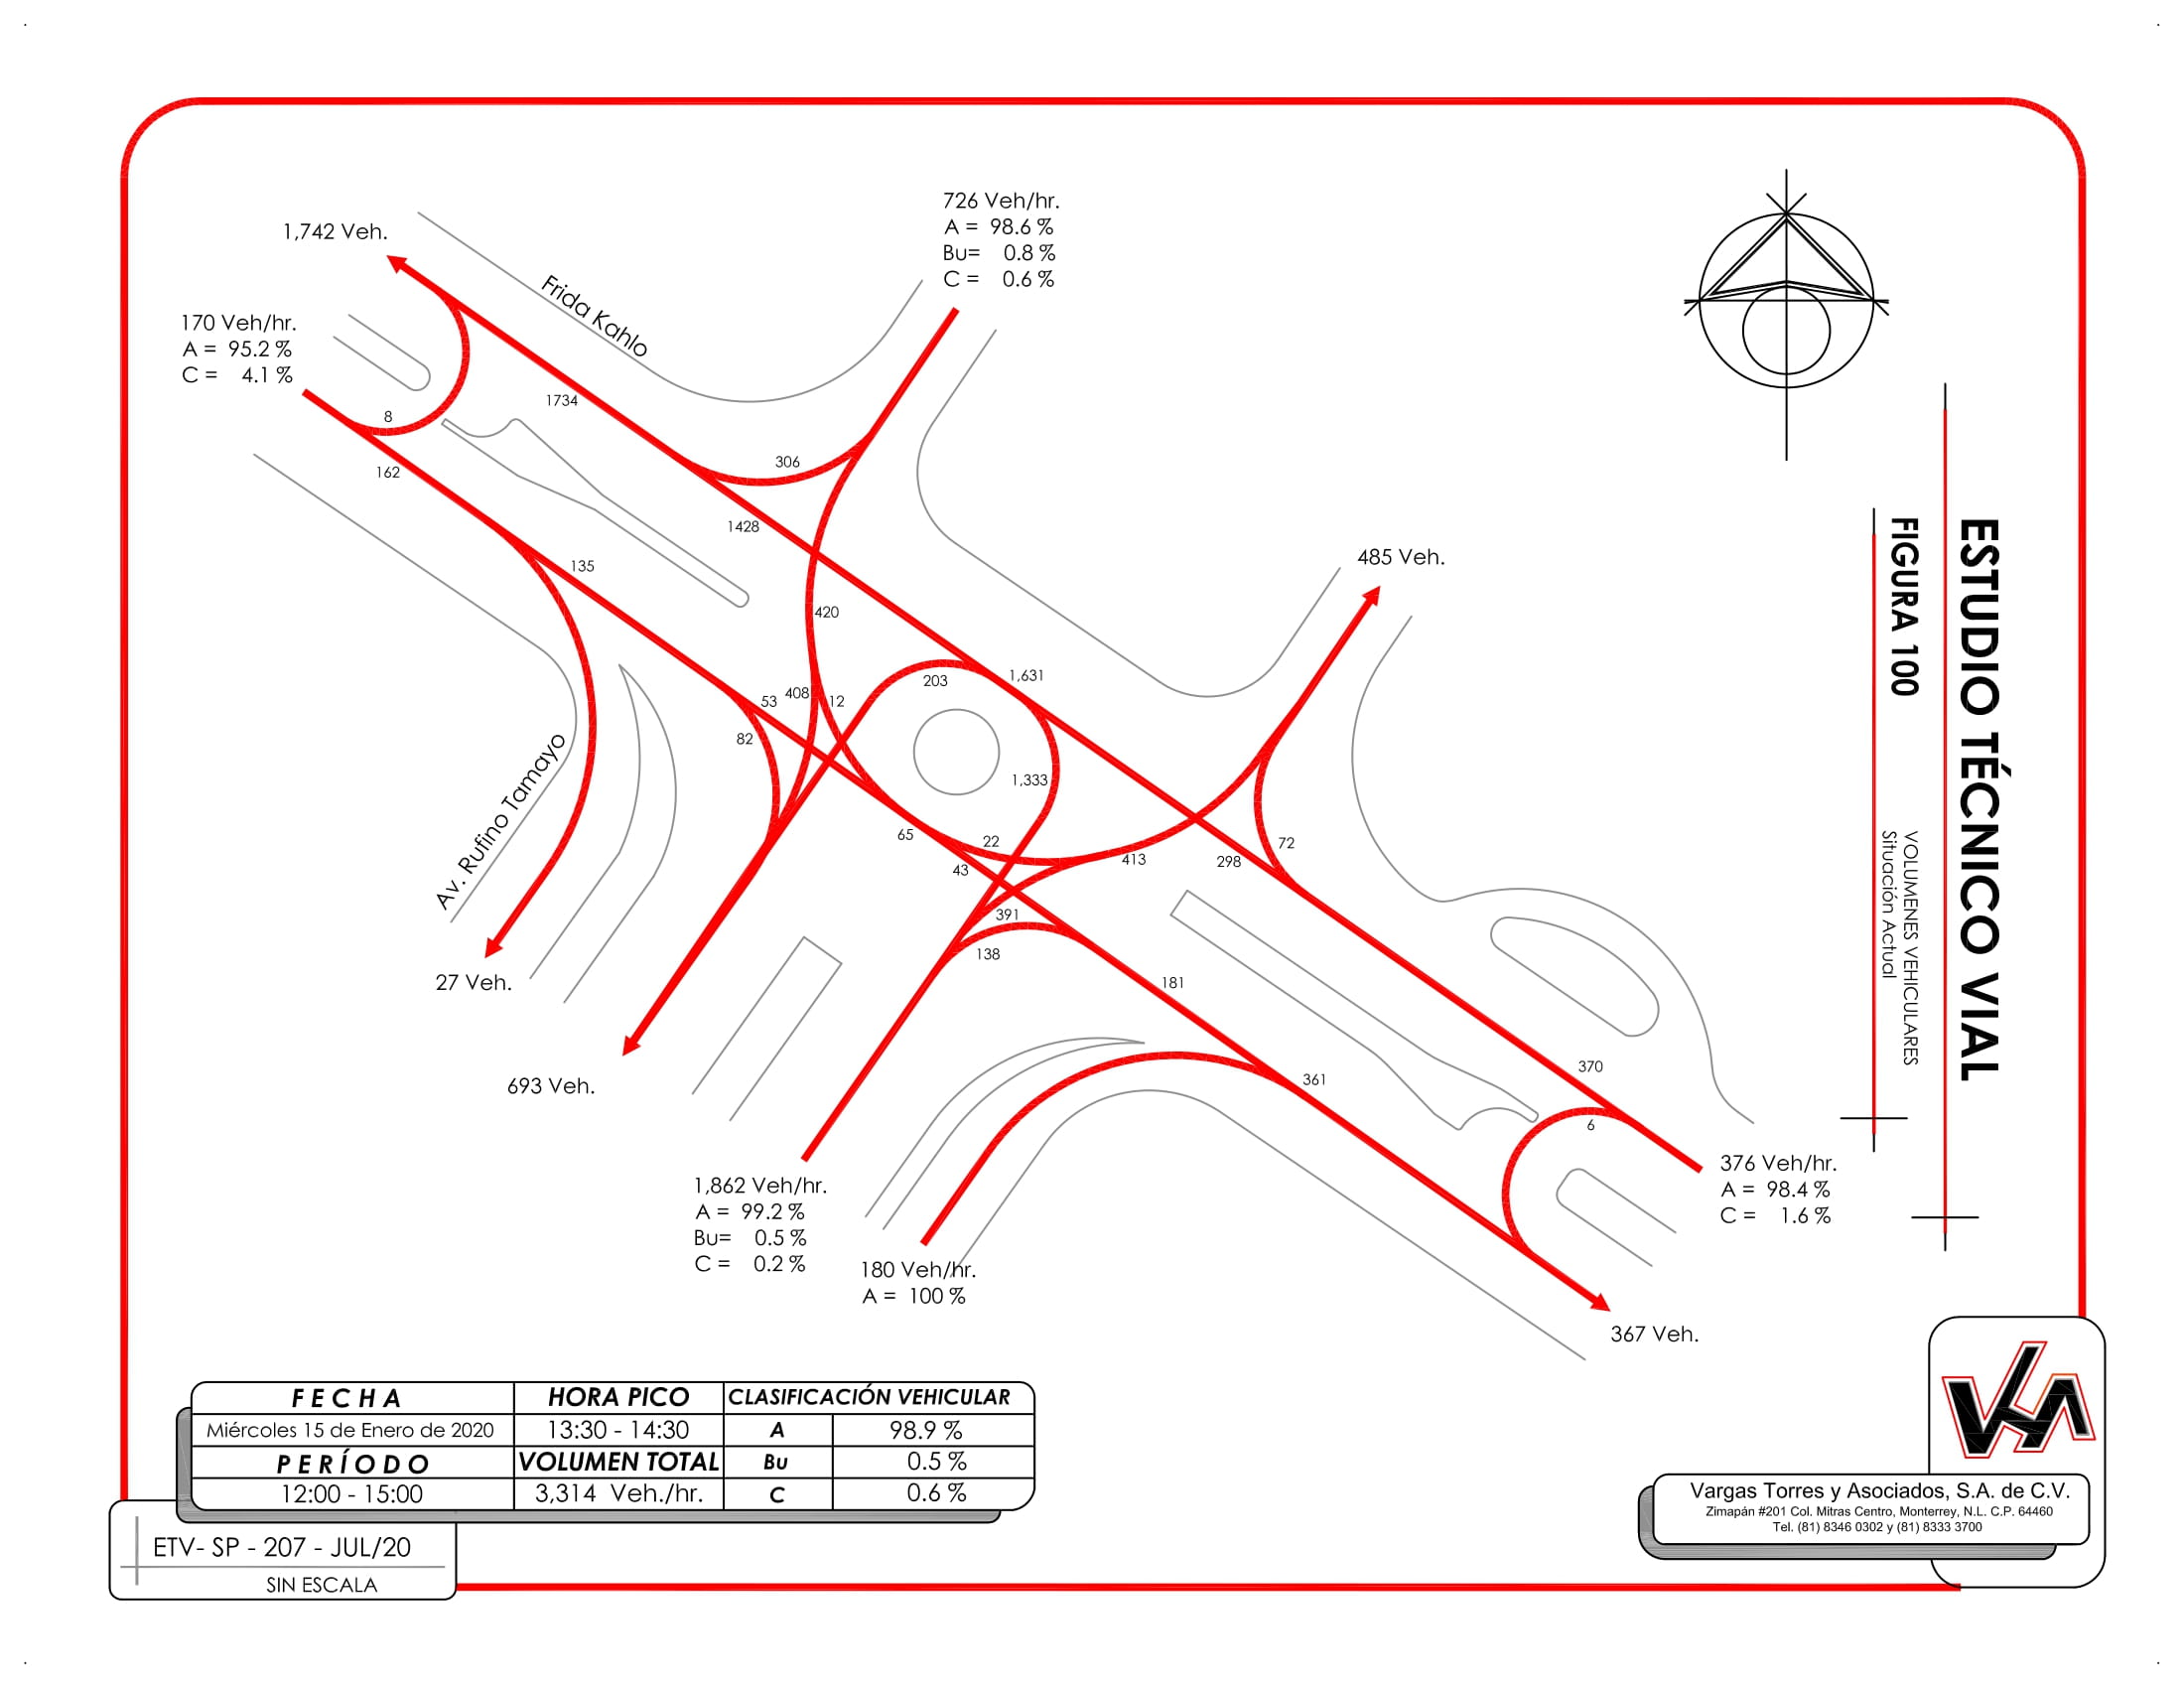 726 Veh/hr.
A = 98.6 %
Bu= 0.8 %
C = 0.6 %
1,742 Veh.
170 Veh/hr.
A = 95.2 %
C = 4.1 %
Frida Kahlo
1734
8
162
306
1428
135
420
485 Veh.
1,631
203
53
408
12
82
1,333
65
22
43
413
298
72
Av. Rufino Tamayo
391
138
27 Veh.
181
693 Veh.
361
370
6
376 Veh/hr.
A = 98.4 %
C = 1.6 %
1,862 Veh/hr.
A = 99.2 %
Bu= 0.5 %
C = 0.2 %
180 Veh/hr.
A = 100 %
367 Veh.
ESTUDIO TÉCNICO VIAL
FIGURA 100
VOLUMENES VEHICULARES
Situación Actual
FECHA HORA PICO CLASIFICACIÓN VEHICULAR
Miércoles 15 de Enero de 2020 13:30 - 14:30 A 98.9 %
PERÍODO VOLUMEN TOTAL Bu 0.5 %
12:00 - 15:00 3,314 Veh./hr. C 0.6 %
ETV- SP - 207 - JUL/20
SIN ESCALA
Vargas Torres y Asociados, S.A. de C.V.
Zimapán #201 Col. Mitras Centro, Monterrey, N.L. C.P. 64460
Tel. (81) 8346 0302 y (81) 8333 3700